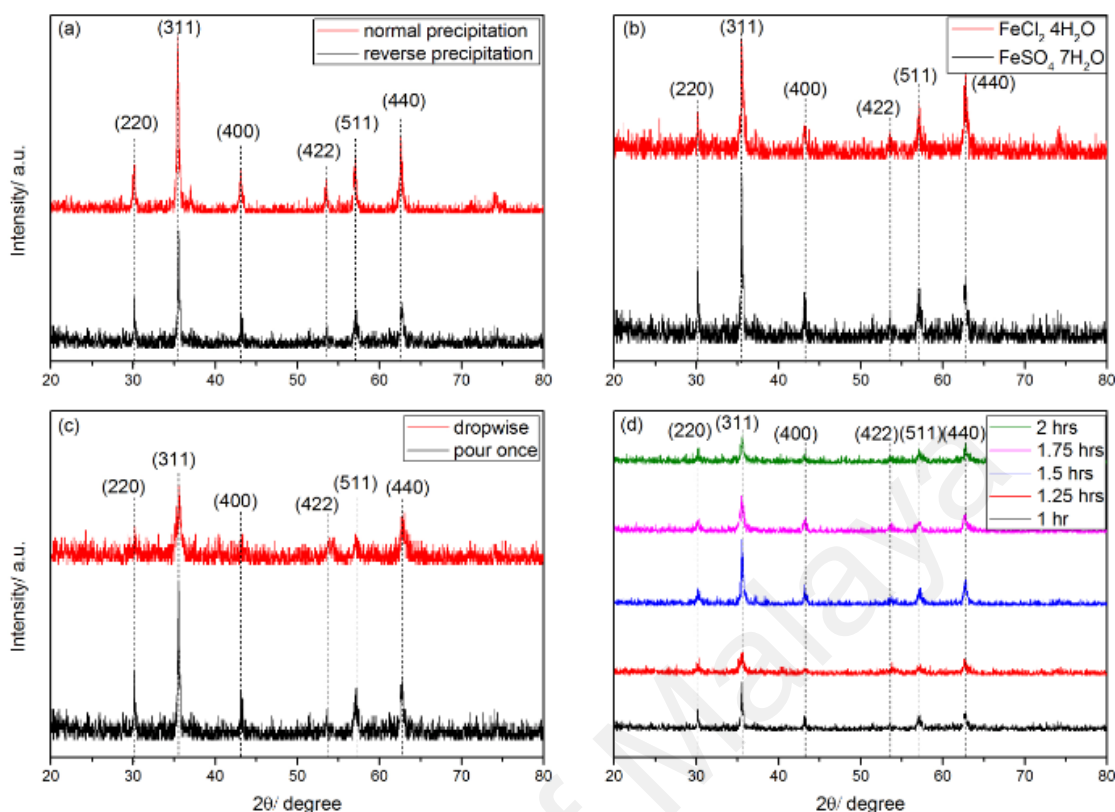 (a)
(311)
normal precipitation
reverse precipitation
(220)
(400)
(422)
(511)
(440)
Intensity/ a.u.
20 30 40 50 60 70 80
(b)
(311)
FeCl₂ 4H₂O
FeSO₄ 7H₂O
(220)
(400)
(422)
(511)
(440)
20 30 40 50 60 70 80
(c)
(311)
dropwise
pour once
(220)
(400)
(422)
(511)
(440)
Intensity/ a.u.
20 30 40 50 60 70 80
2θ/ degree
(d)
(220) (311) (400) (422) (511) (440)
2 hrs
1.75 hrs
1.5 hrs
1.25 hrs
1 hr
20 30 40 50 60 70 80
2θ/ degree
of Malaya